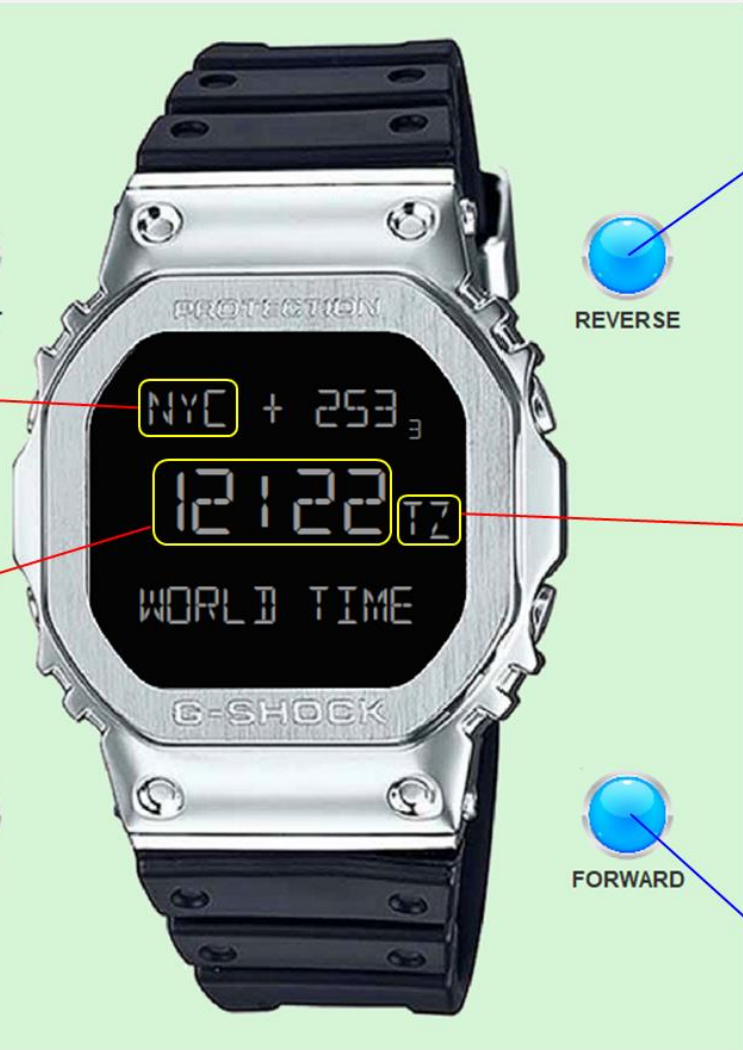 PROTECTION
REVERSE
NYC + 253 3
12:22 TZ
WORLD TIME
G-SHOCK
FORWARD